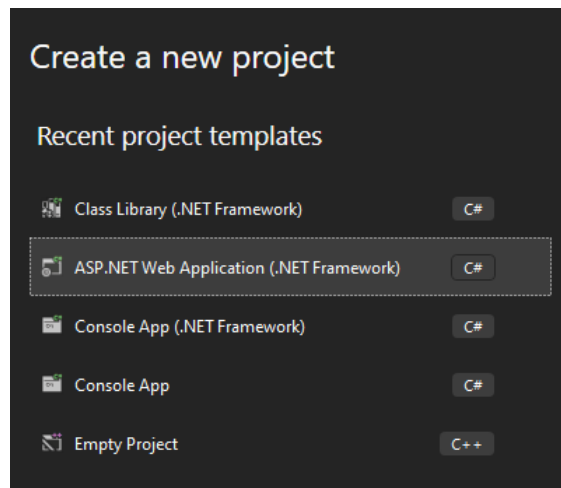 Create a new project
Recent project templates
Class Library (.NET Framework) C#
ASP.NET Web Application (.NET Framework) C#
Console App (.NET Framework) C#
Console App C#
Empty Project C++